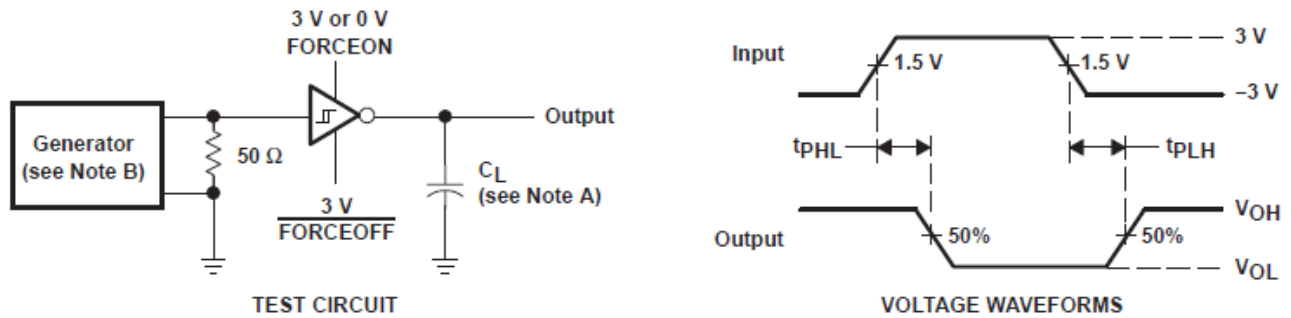 3 V or 0 V
FORCEON
Generator
(see Note B)
50 Ω
3 V
FORCEOFF
Output
CL
(see Note A)
TEST CIRCUIT
Input
1.5 V
1.5 V
3 V
–3 V
tPHL
tPLH
Output
50%
50%
VOH
VOL
VOLTAGE WAVEFORMS